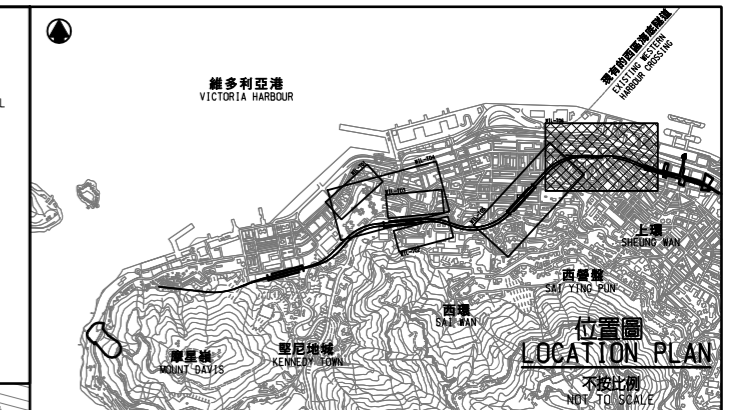 L
維多利亞港
VICTORIA HARBOUR
現有的西區海底隧道
EXISTING WESTERN
HARBOUR CROSSING
上環
SHEUNG WAN
西營盤
SAI YING PUN
西環
SAI WAN
堅尼地城
KENNEDY TOWN
摩星嶺
MOUNT DAVIS
位置圖
LOCATION PLAN
不按比例
NOT TO SCALE